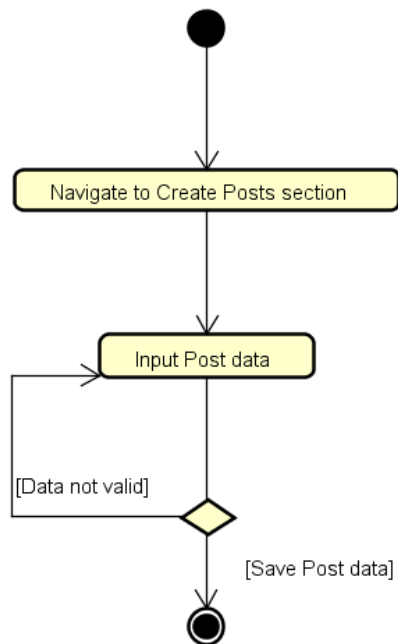 Navigate to Create Posts section
Input Post data
[Data not valid]
[Save Post data]